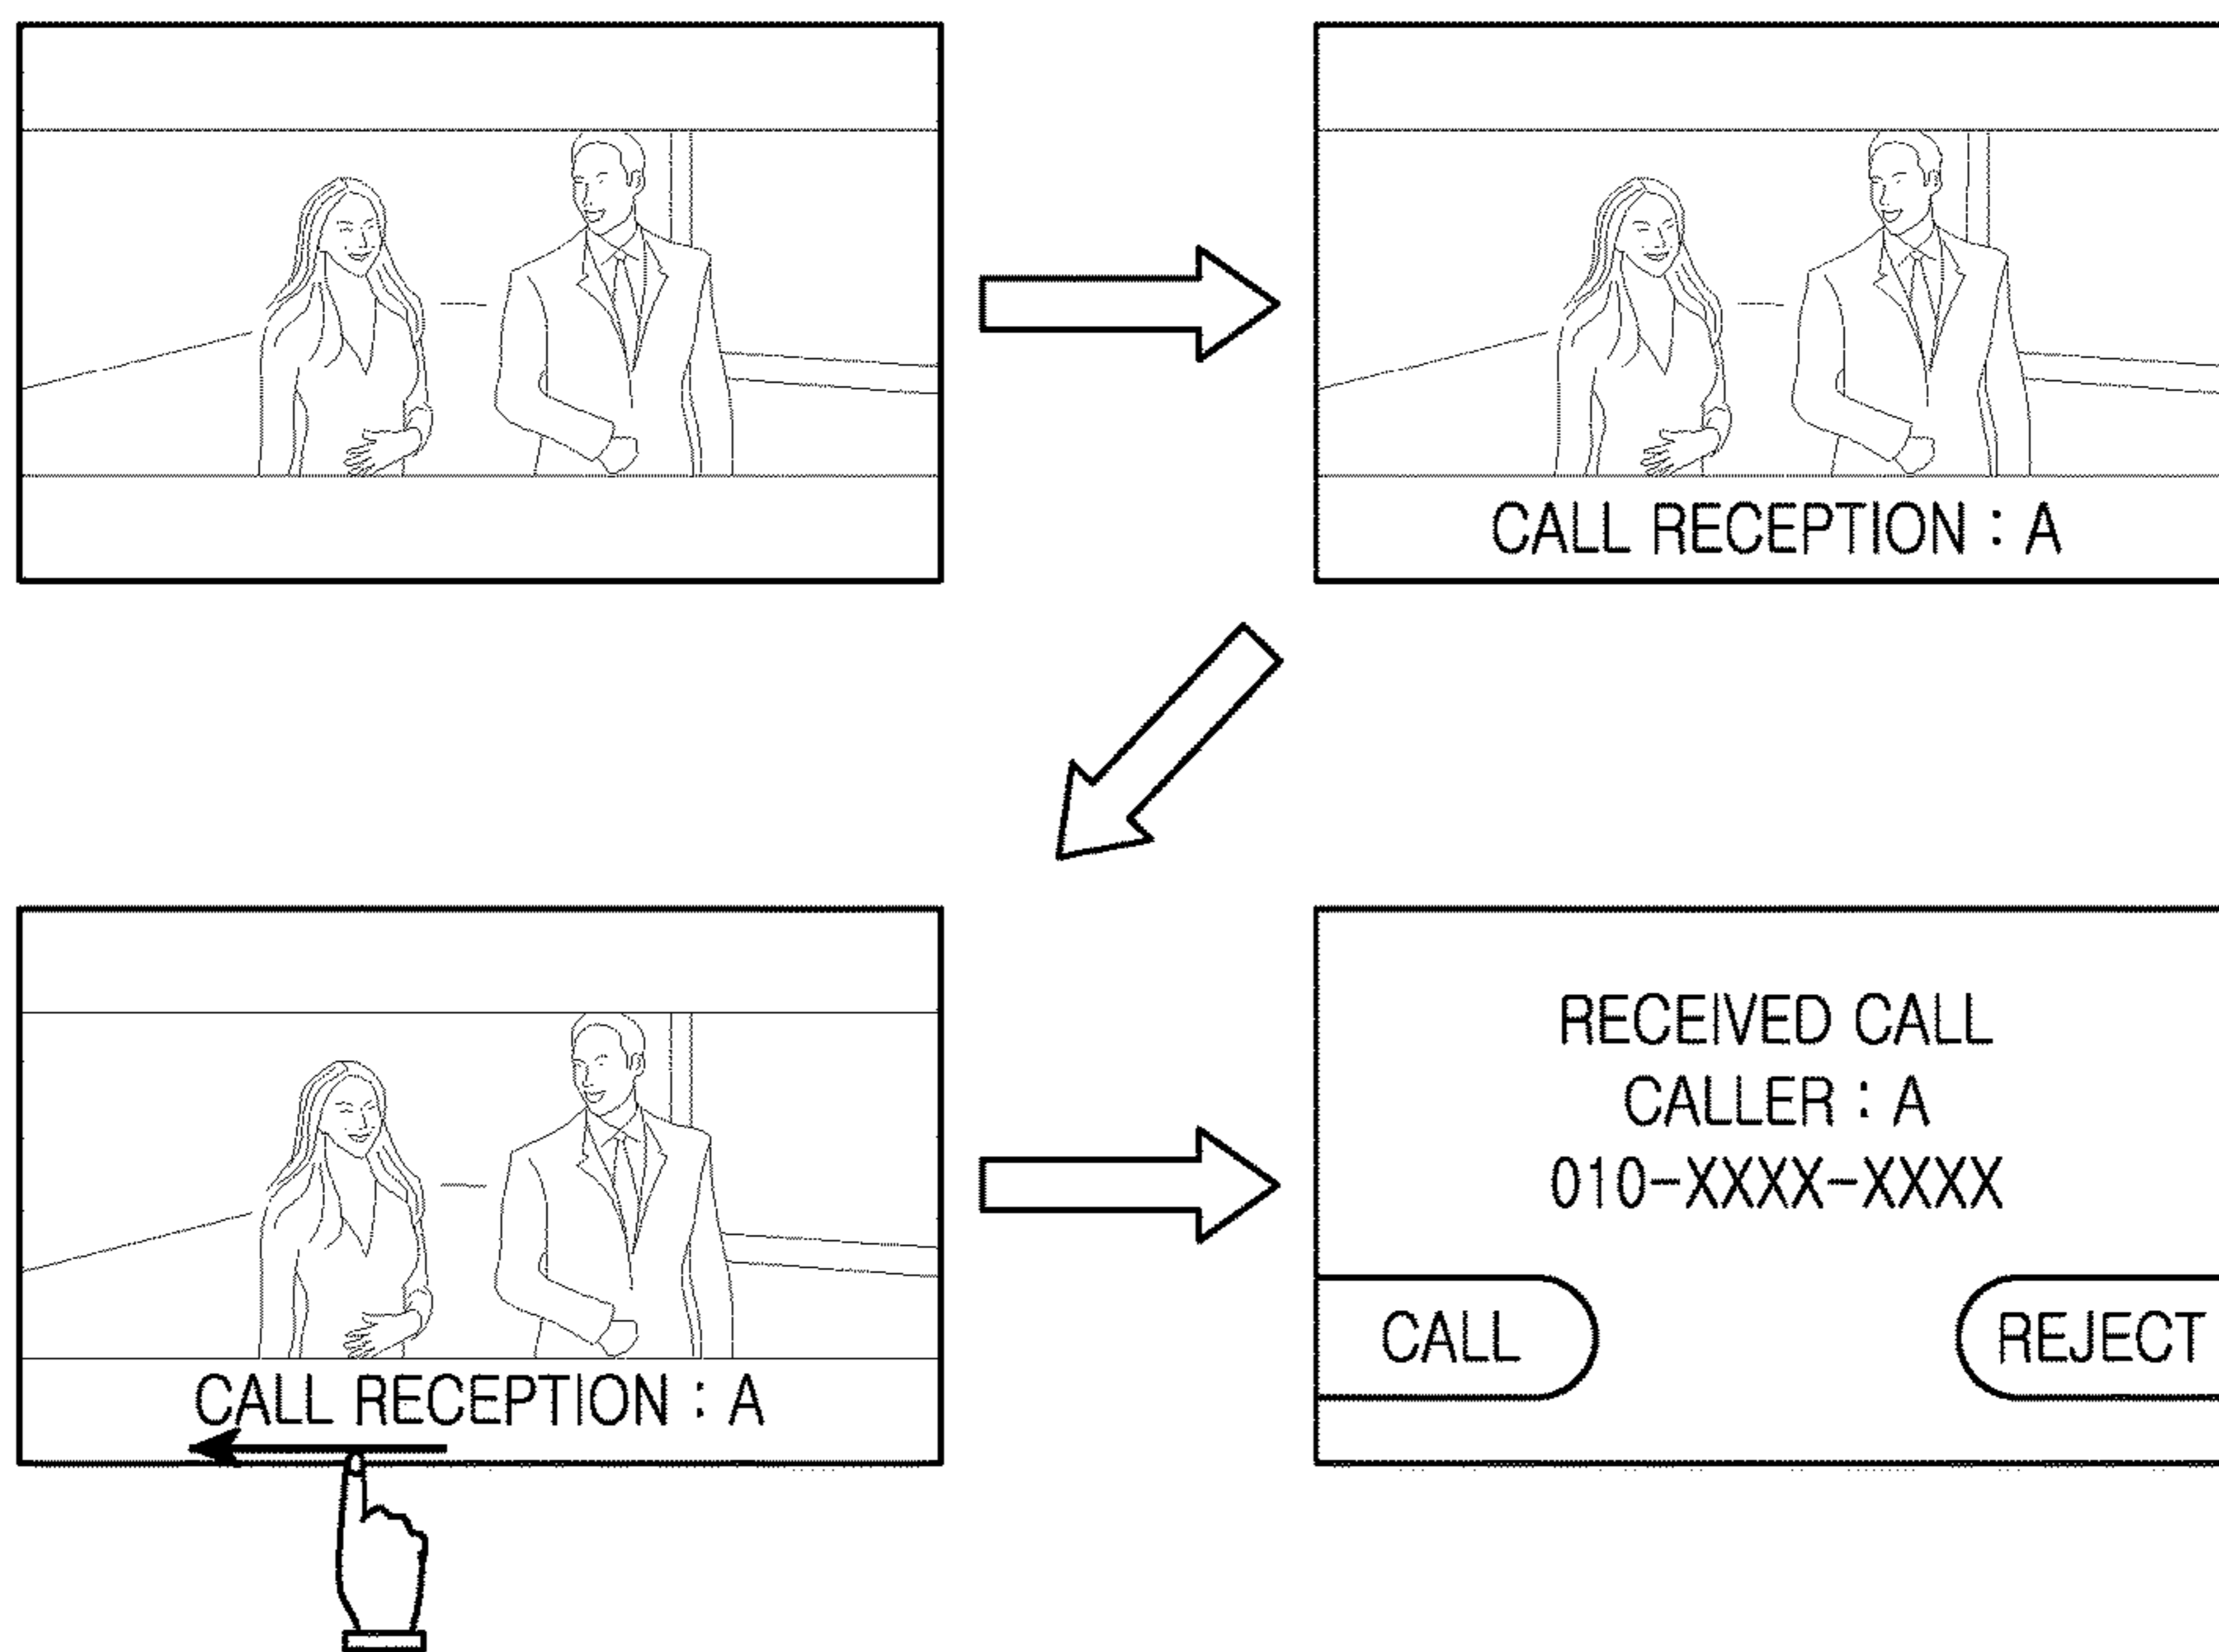 CALL RECEPTION : A
CALL RECEPTION : A
RECEIVED CALL
CALLER : A
010-XXXX-XXXX
CALL
REJECT